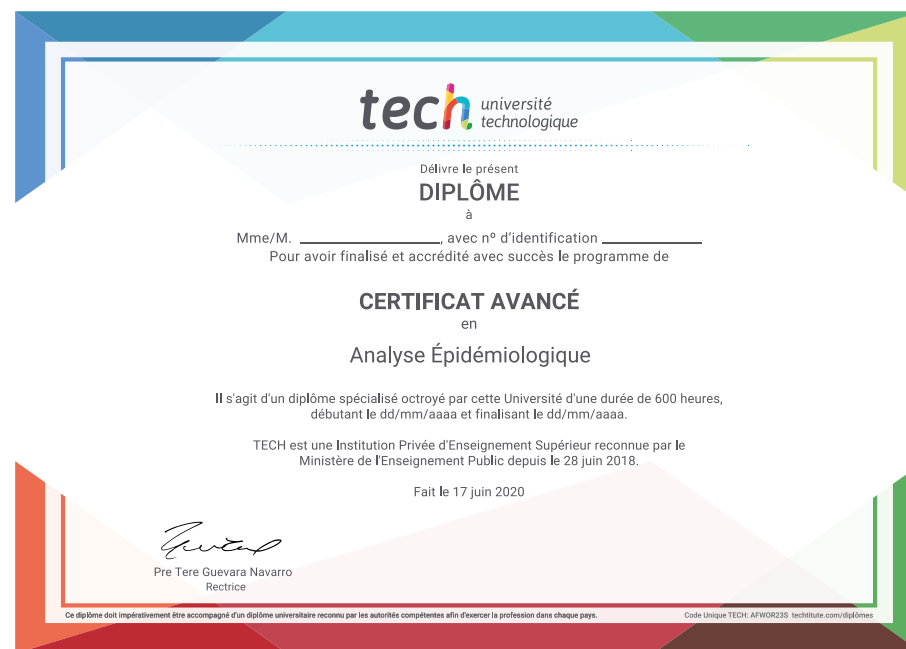 tech université
technologique
Délivre le présent
DIPLÔME
à
Mme/M. ____________________, avec nº d'identification ______________
Pour avoir finalisé et accrédité avec succès le programme de
CERTIFICAT AVANCÉ
en
Analyse Épidémiologique
Il s'agit d'un diplôme spécialisé octroyé par cette Université d'une durée de 600 heures,
débutant le dd/mm/aaaa et finalisant le dd/mm/aaaa.
TECH est une Institution Privée d'Enseignement Supérieur reconnue par le
Ministère de l'Enseignement Public depuis le 28 juin 2018.
Fait le 17 juin 2020
Pre Tere Guevara Navarro
Rectrice
Ce diplôme doit impérativement être accompagné d'un diplôme universitaire reconnu par les autorités compétentes afin d'exercer la profession dans chaque pays.
Code Unique TECH: AFWOR23S techtitute.com/diplômes